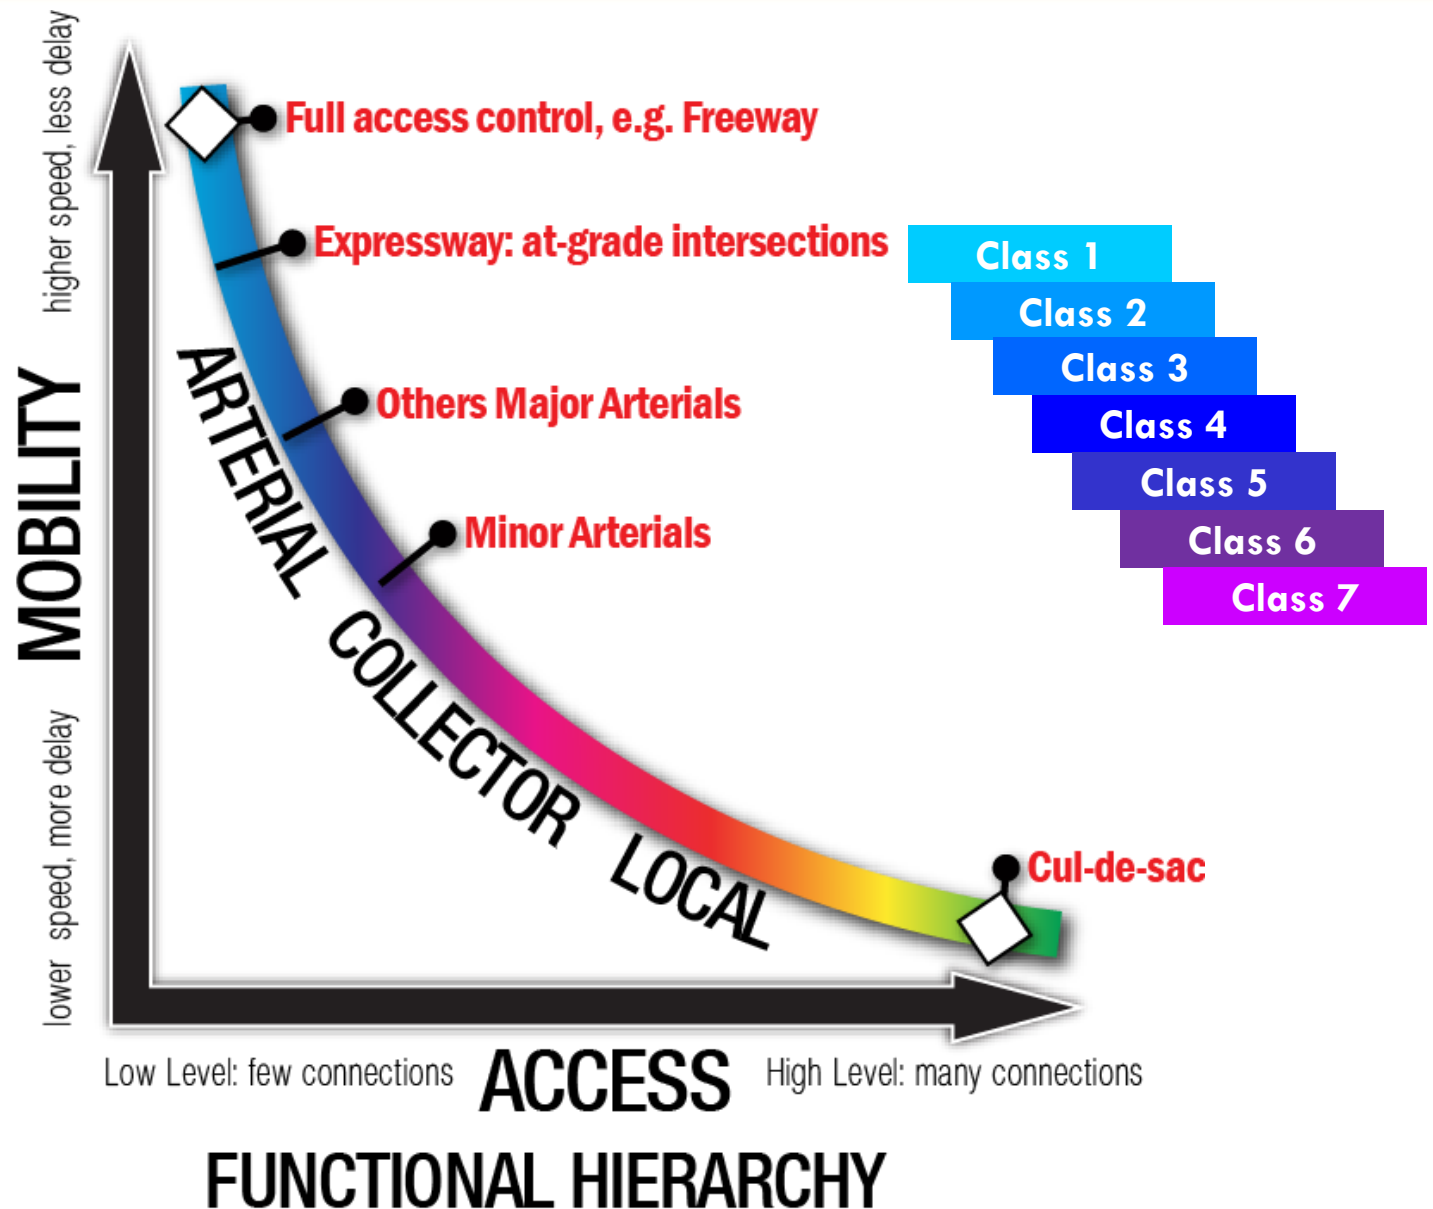 higher speed, less delay
MOBILITY
lower speed, more delay
Full access control, e.g. Freeway
Expressway: at-grade intersections
Others Major Arterials
Minor Arterials
Cul-de-sac
ARTERIAL
COLLECTOR
LOCAL
Class 1
Class 2
Class 3
Class 4
Class 5
Class 6
Class 7
Low Level: few connections
ACCESS
High Level: many connections
FUNCTIONAL HIERARCHY